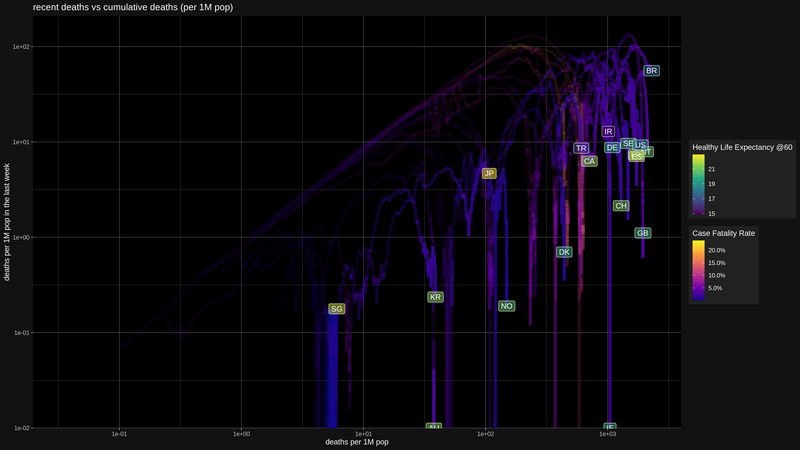 recent deaths vs cumulative deaths (per 1M pop)
deaths per 1M pop in the last week
1e+02
1e+01
1e+00
1e-01
1e-02
BR
IR
TR
DE
SE
US
ES
CA
JP
CH
GB
DK
KR
NO
SG
1e-01
1e+00
1e+01
1e+02
1e+03
deaths per 1M pop
Healthy Life Expectancy @60
21
19
17
15
Case Fatality Rate
20.0%
15.0%
10.0%
5.0%